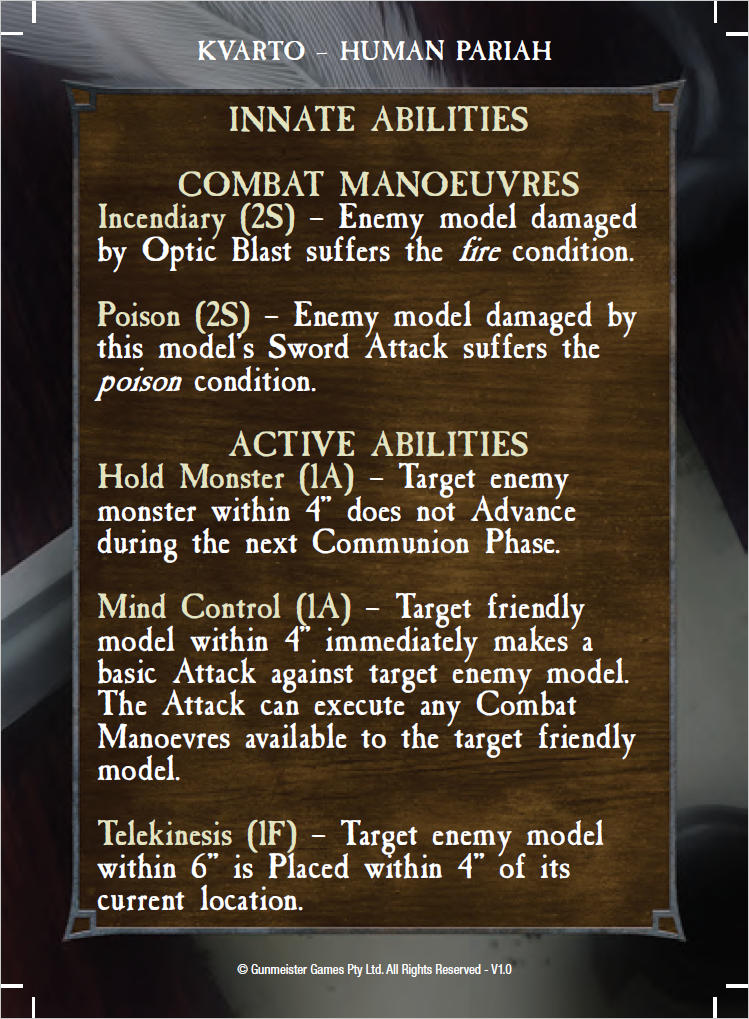 KVARTO – HUMAN PARIAH
INNATE ABILITIES
COMBAT MANOEUVRES
Incendiary (2S) – Enemy model damaged
by Optic Blast suffers the fire condition.
Poison (2S) – Enemy model damaged by
this model's Sword Attack suffers the
poison condition.
ACTIVE ABILITIES
Hold Monster (1A) – Target enemy
monster within 4” does not Advance
during the next Communion Phase.
Mind Control (1A) – Target friendly
model within 4” immediately makes a
basic Attack against target enemy model.
The Attack can execute any Combat
Manoevres available to the target friendly
model.
Telekinesis (1F) – Target enemy model
within 6” is Placed within 4” of its
current location.
© Gunmeister Games Pty Ltd. All Rights Reserved - V1.0